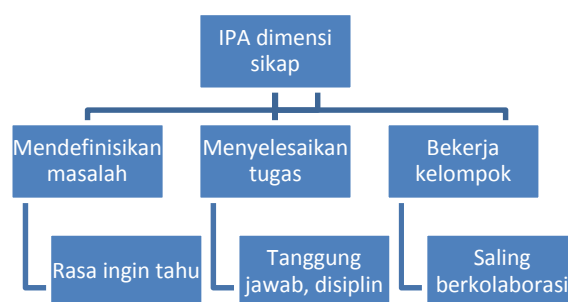 IPA dimensi
sikap
Mendefinisikan
masalah
Menyelesaikan
tugas
Bekerja
kelompok
Rasa ingin tahu
Tanggung
jawab, disiplin
Saling
berkolaborasi